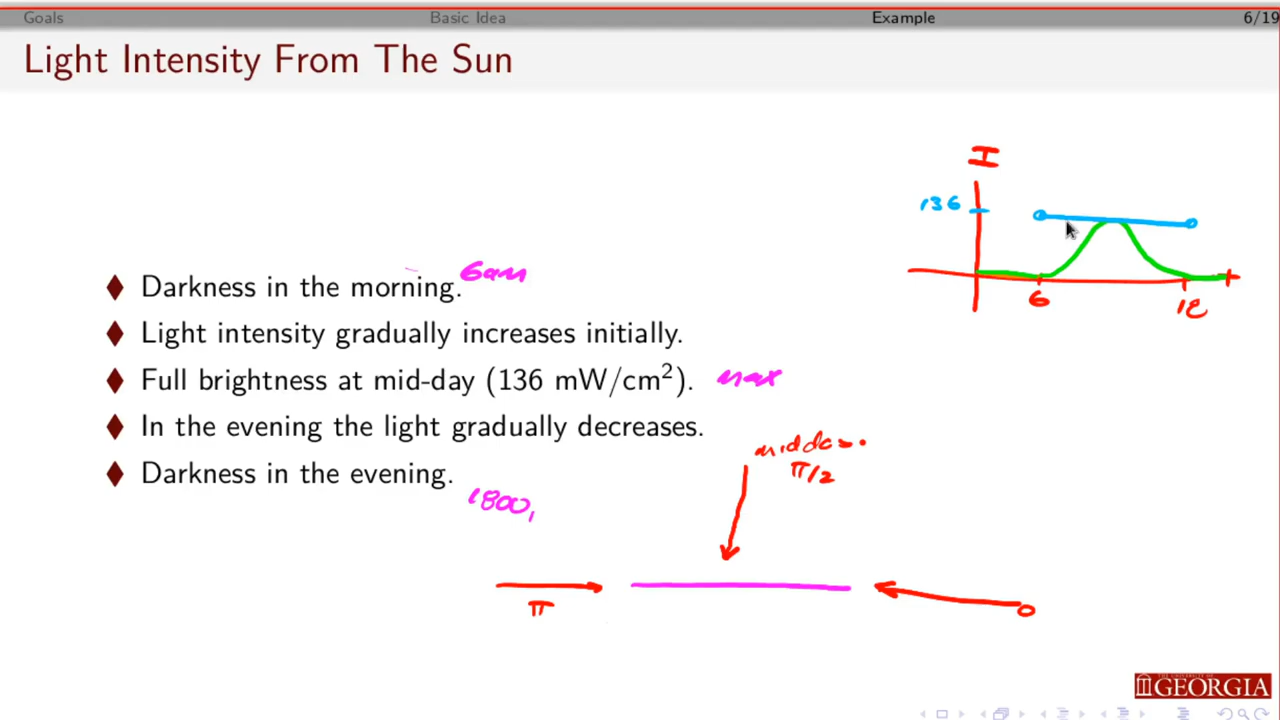 Goals Basic Idea Example 6/19
Light Intensity From The Sun
I
136
6 18
♦ Darkness in the morning. 6am
♦ Light intensity gradually increases initially.
♦ Full brightness at mid-day (136 mW/cm²). max
♦ In the evening the light gradually decreases.
♦ Darkness in the evening.
1800
π/2
π
0
GEORGIA